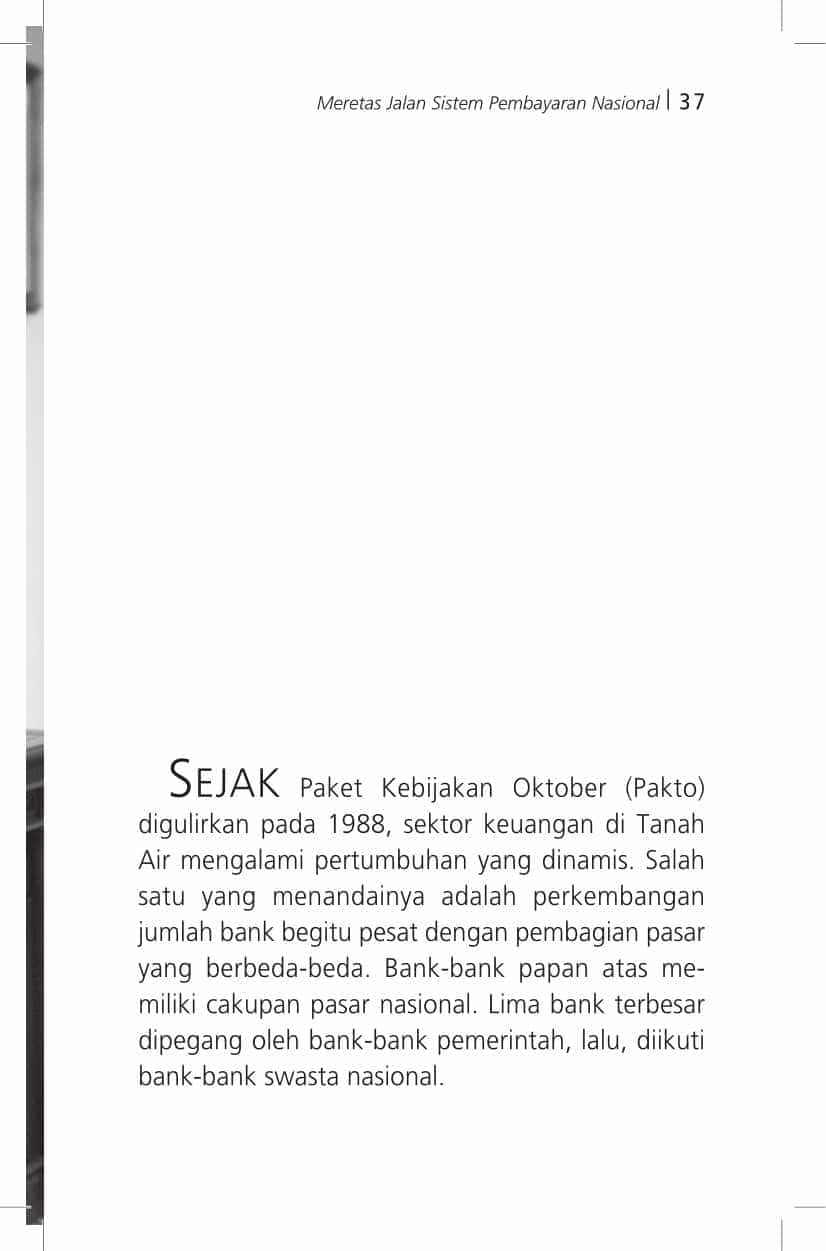 Meretas Jalan Sistem Pembayaran Nasional | 37
SEJAK Paket Kebijakan Oktober (Pakto)
digulirkan pada 1988, sektor keuangan di Tanah
Air mengalami pertumbuhan yang dinamis. Salah
satu yang menandainya adalah perkembangan
jumlah bank begitu pesat dengan pembagian pasar
yang berbeda-beda. Bank-bank papan atas me-
miliki cakupan pasar nasional. Lima bank terbesar
dipegang oleh bank-bank pemerintah, lalu, diikuti
bank-bank swasta nasional.